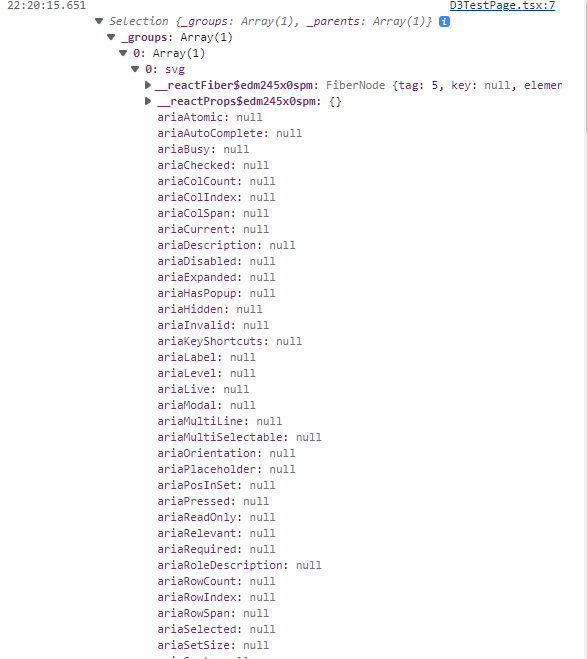 22:20:15.651 D3TestPage.tsx:7
Selection {_groups: Array(1), _parents: Array(1)} i
_groups: Array(1)
0: Array(1)
0: svg
__reactFiber$edm245x0spm: FiberNode {tag: 5, key: null, elemen
__reactProps$edm245x0spm: {}
ariaAtomic: null
ariaAutoComplete: null
ariaBusy: null
ariaChecked: null
ariaColCount: null
ariaColIndex: null
ariaColSpan: null
ariaCurrent: null
ariaDescription: null
ariaDisabled: null
ariaExpanded: null
ariaHasPopup: null
ariaHidden: null
ariaInvalid: null
ariaKeyShortcuts: null
ariaLabel: null
ariaLevel: null
ariaLive: null
ariaModal: null
ariaMultiLine: null
ariaMultiSelectable: null
ariaOrientation: null
ariaPlaceholder: null
ariaPosInSet: null
ariaPressed: null
ariaReadOnly: null
ariaRelevant: null
ariaRequired: null
ariaRoleDescription: null
ariaRowCount: null
ariaRowIndex: null
ariaRowSpan: null
ariaSelected: null
ariaSetSize: null